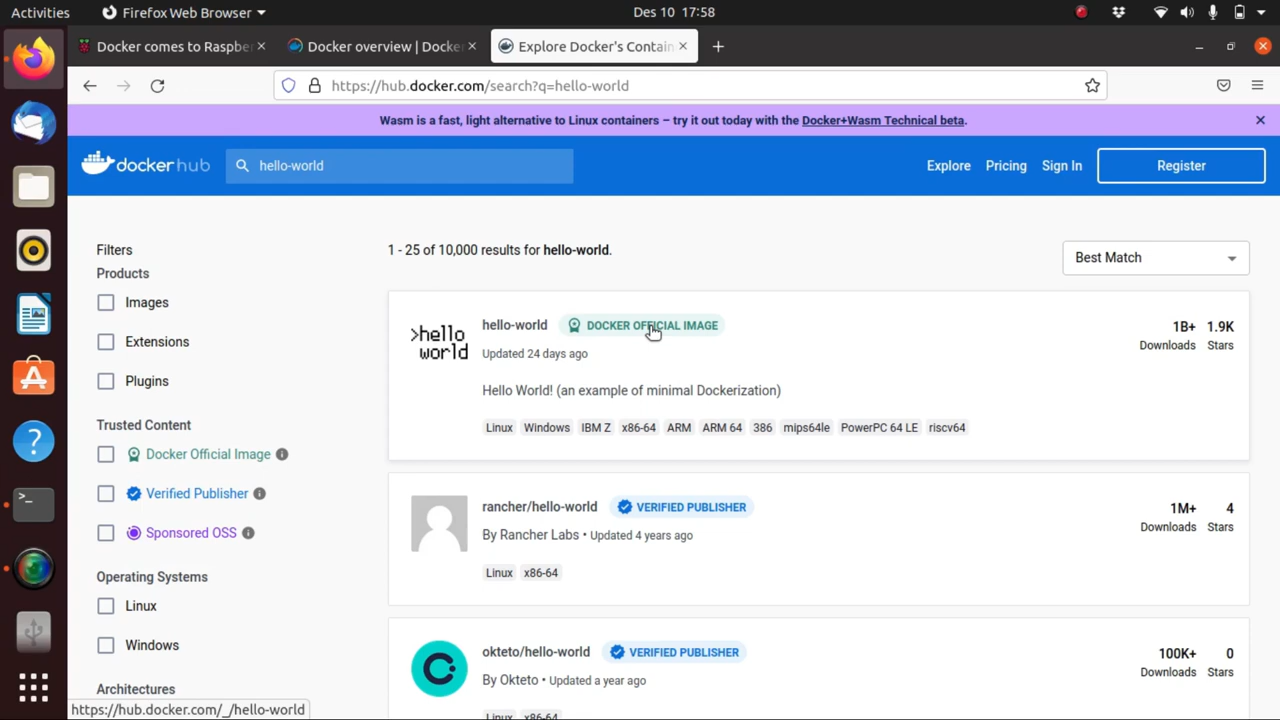 Activities
Firefox Web Browser
Des 10 17:58
Docker comes to Raspbe
Docker overview | Docke
Explore Docker's Contain
https://hub.docker.com/search?q=hello-world
Wasm is a fast, light alternative to Linux containers – try it out today with the Docker+Wasm Technical beta.
docker hub
hello-world
Explore
Pricing
Sign In
Register
Filters
Products
Images
Extensions
Plugins
Trusted Content
Docker Official Image
Verified Publisher
Sponsored OSS
Operating Systems
Linux
Windows
Architectures
1 - 25 of 10,000 results for hello-world.
Best Match
>hello
world
hello-world
DOCKER OFFICIAL IMAGE
Updated 24 days ago
Hello World! (an example of minimal Dockerization)
Linux Windows IBM Z x86-64 ARM ARM 64 386 mips64le PowerPC 64 LE riscv64
1B+ 1.9K
Downloads Stars
rancher/hello-world
VERIFIED PUBLISHER
By Rancher Labs • Updated 4 years ago
Linux x86-64
1M+ 4
Downloads Stars
okteto/hello-world
VERIFIED PUBLISHER
By Okteto • Updated a year ago
Linux x86-64
100K+ 0
Downloads Stars
https://hub.docker.com/_/hello-world